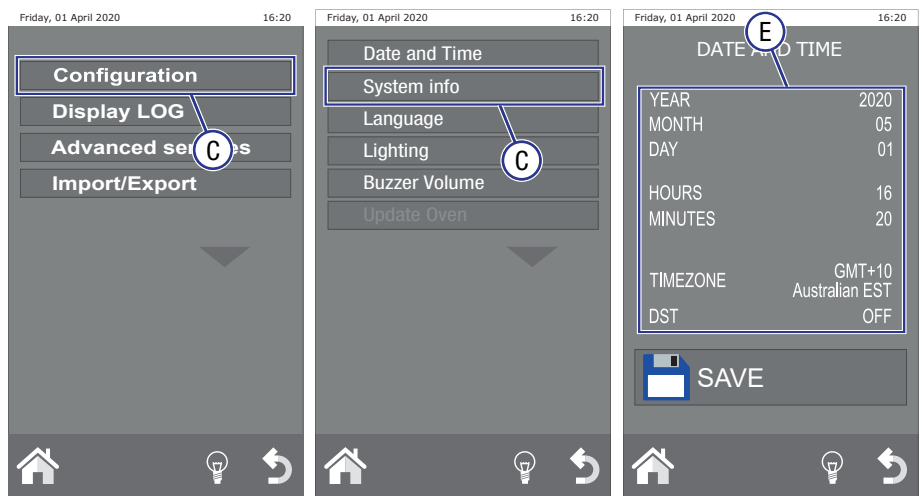 Friday, 01 April 2020 16:20
Configuration
Display LOG
Advanced se es
Import/Export
C
Friday, 01 April 2020 16:20
Date and Time
System info
Language
Lighting
Buzzer Volume
Update Oven
C
Friday, 01 April 2020 16:20
E
DATE A D TIME
YEAR 2020
MONTH 05
DAY 01
HOURS 16
MINUTES 20
TIMEZONE GMT+10
Australian EST
DST OFF
SAVE